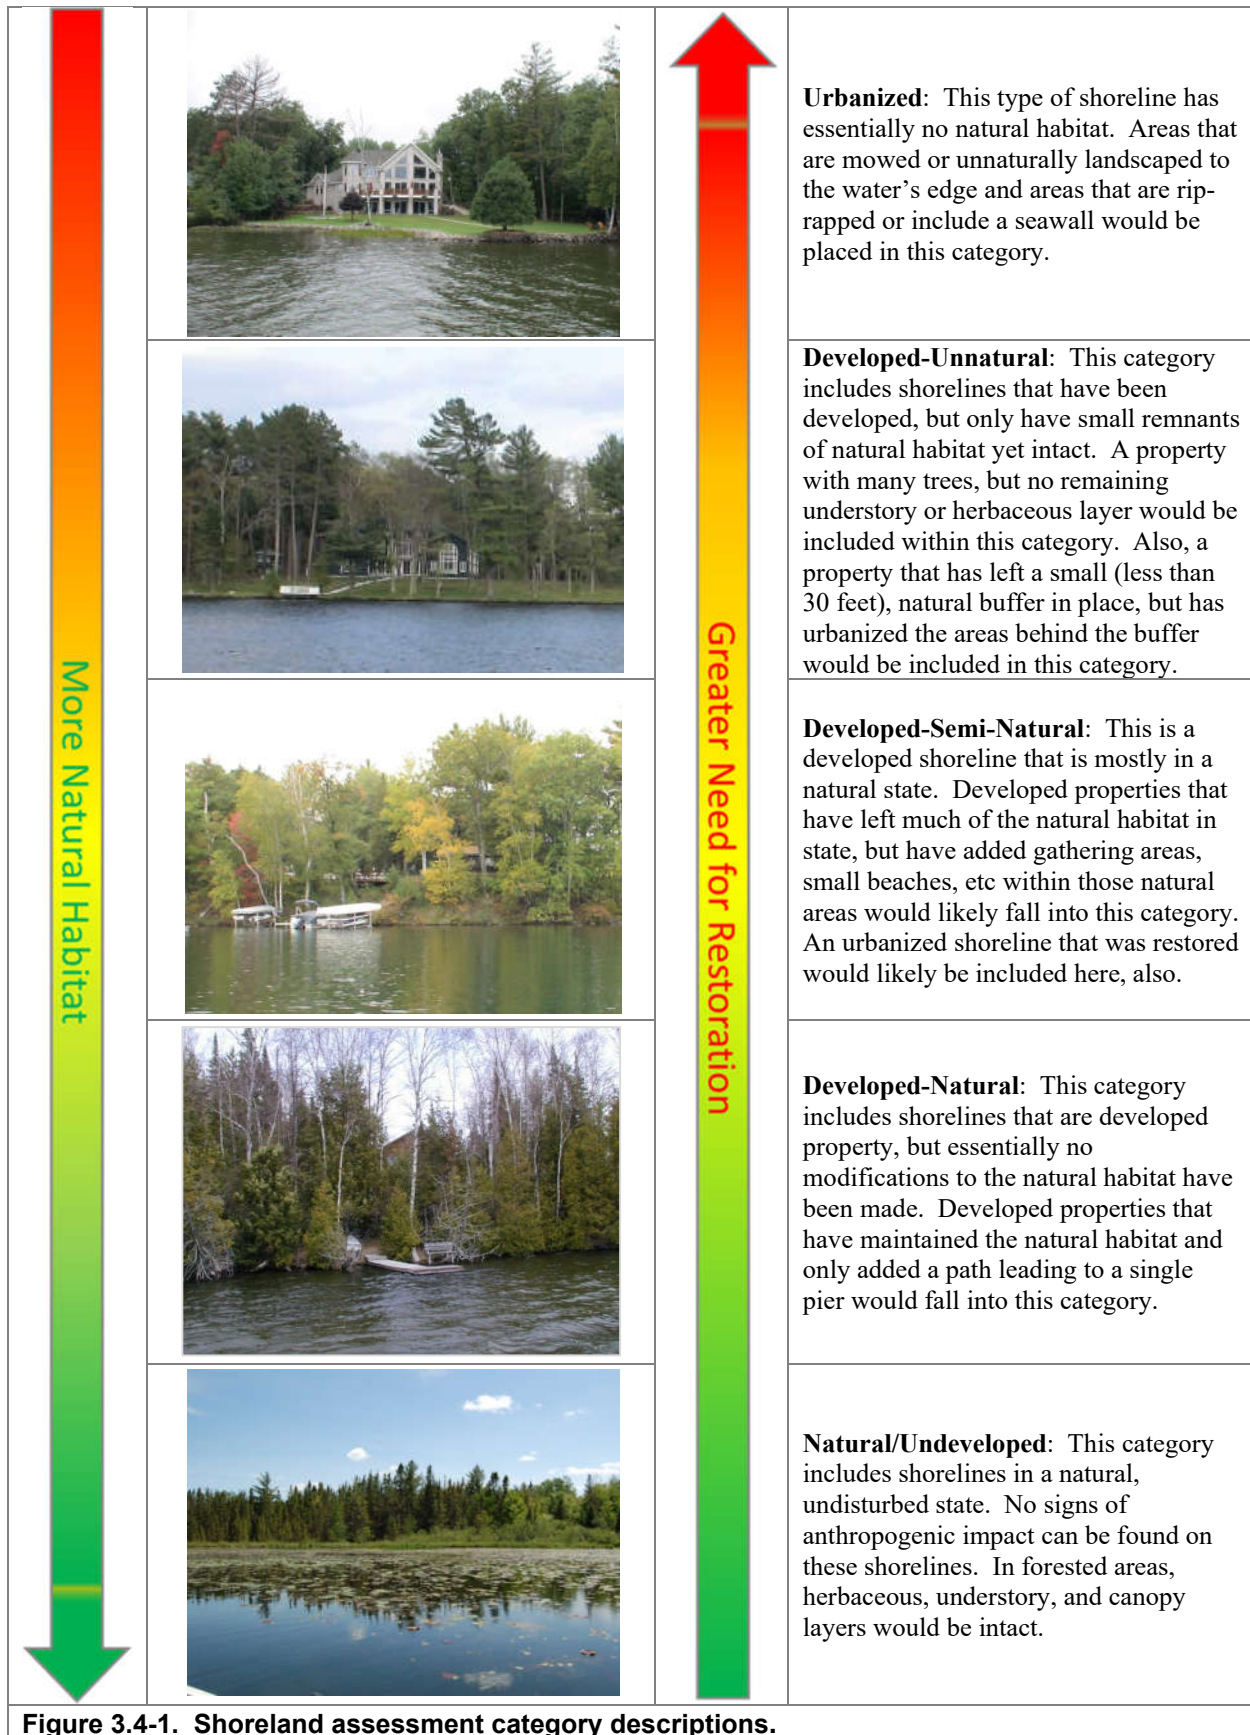 More Natural Habitat
Greater Need for Restoration
Urbanized: This type of shoreline has
essentially no natural habitat. Areas that
are mowed or unnaturally landscaped to
the water's edge and areas that are rip-
rapped or include a seawall would be
placed in this category.
Developed-Unnatural: This category
includes shorelines that have been
developed, but only have small remnants
of natural habitat yet intact. A property
with many trees, but no remaining
understory or herbaceous layer would be
included within this category. Also, a
property that has left a small (less than
30 feet), natural buffer in place, but has
urbanized the areas behind the buffer
would be included in this category.
Developed-Semi-Natural: This is a
developed shoreline that is mostly in a
natural state. Developed properties that
have left much of the natural habitat in
state, but have added gathering areas,
small beaches, etc within those natural
areas would likely fall into this category.
An urbanized shoreline that was restored
would likely be included here, also.
Developed-Natural: This category
includes shorelines that are developed
property, but essentially no
modifications to the natural habitat have
been made. Developed properties that
have maintained the natural habitat and
only added a path leading to a single
pier would fall into this category.
Natural/Undeveloped: This category
includes shorelines in a natural,
undisturbed state. No signs of
anthropogenic impact can be found on
these shorelines. In forested areas,
herbaceous, understory, and canopy
layers would be intact.
Figure 3.4-1. Shoreland assessment category descriptions.